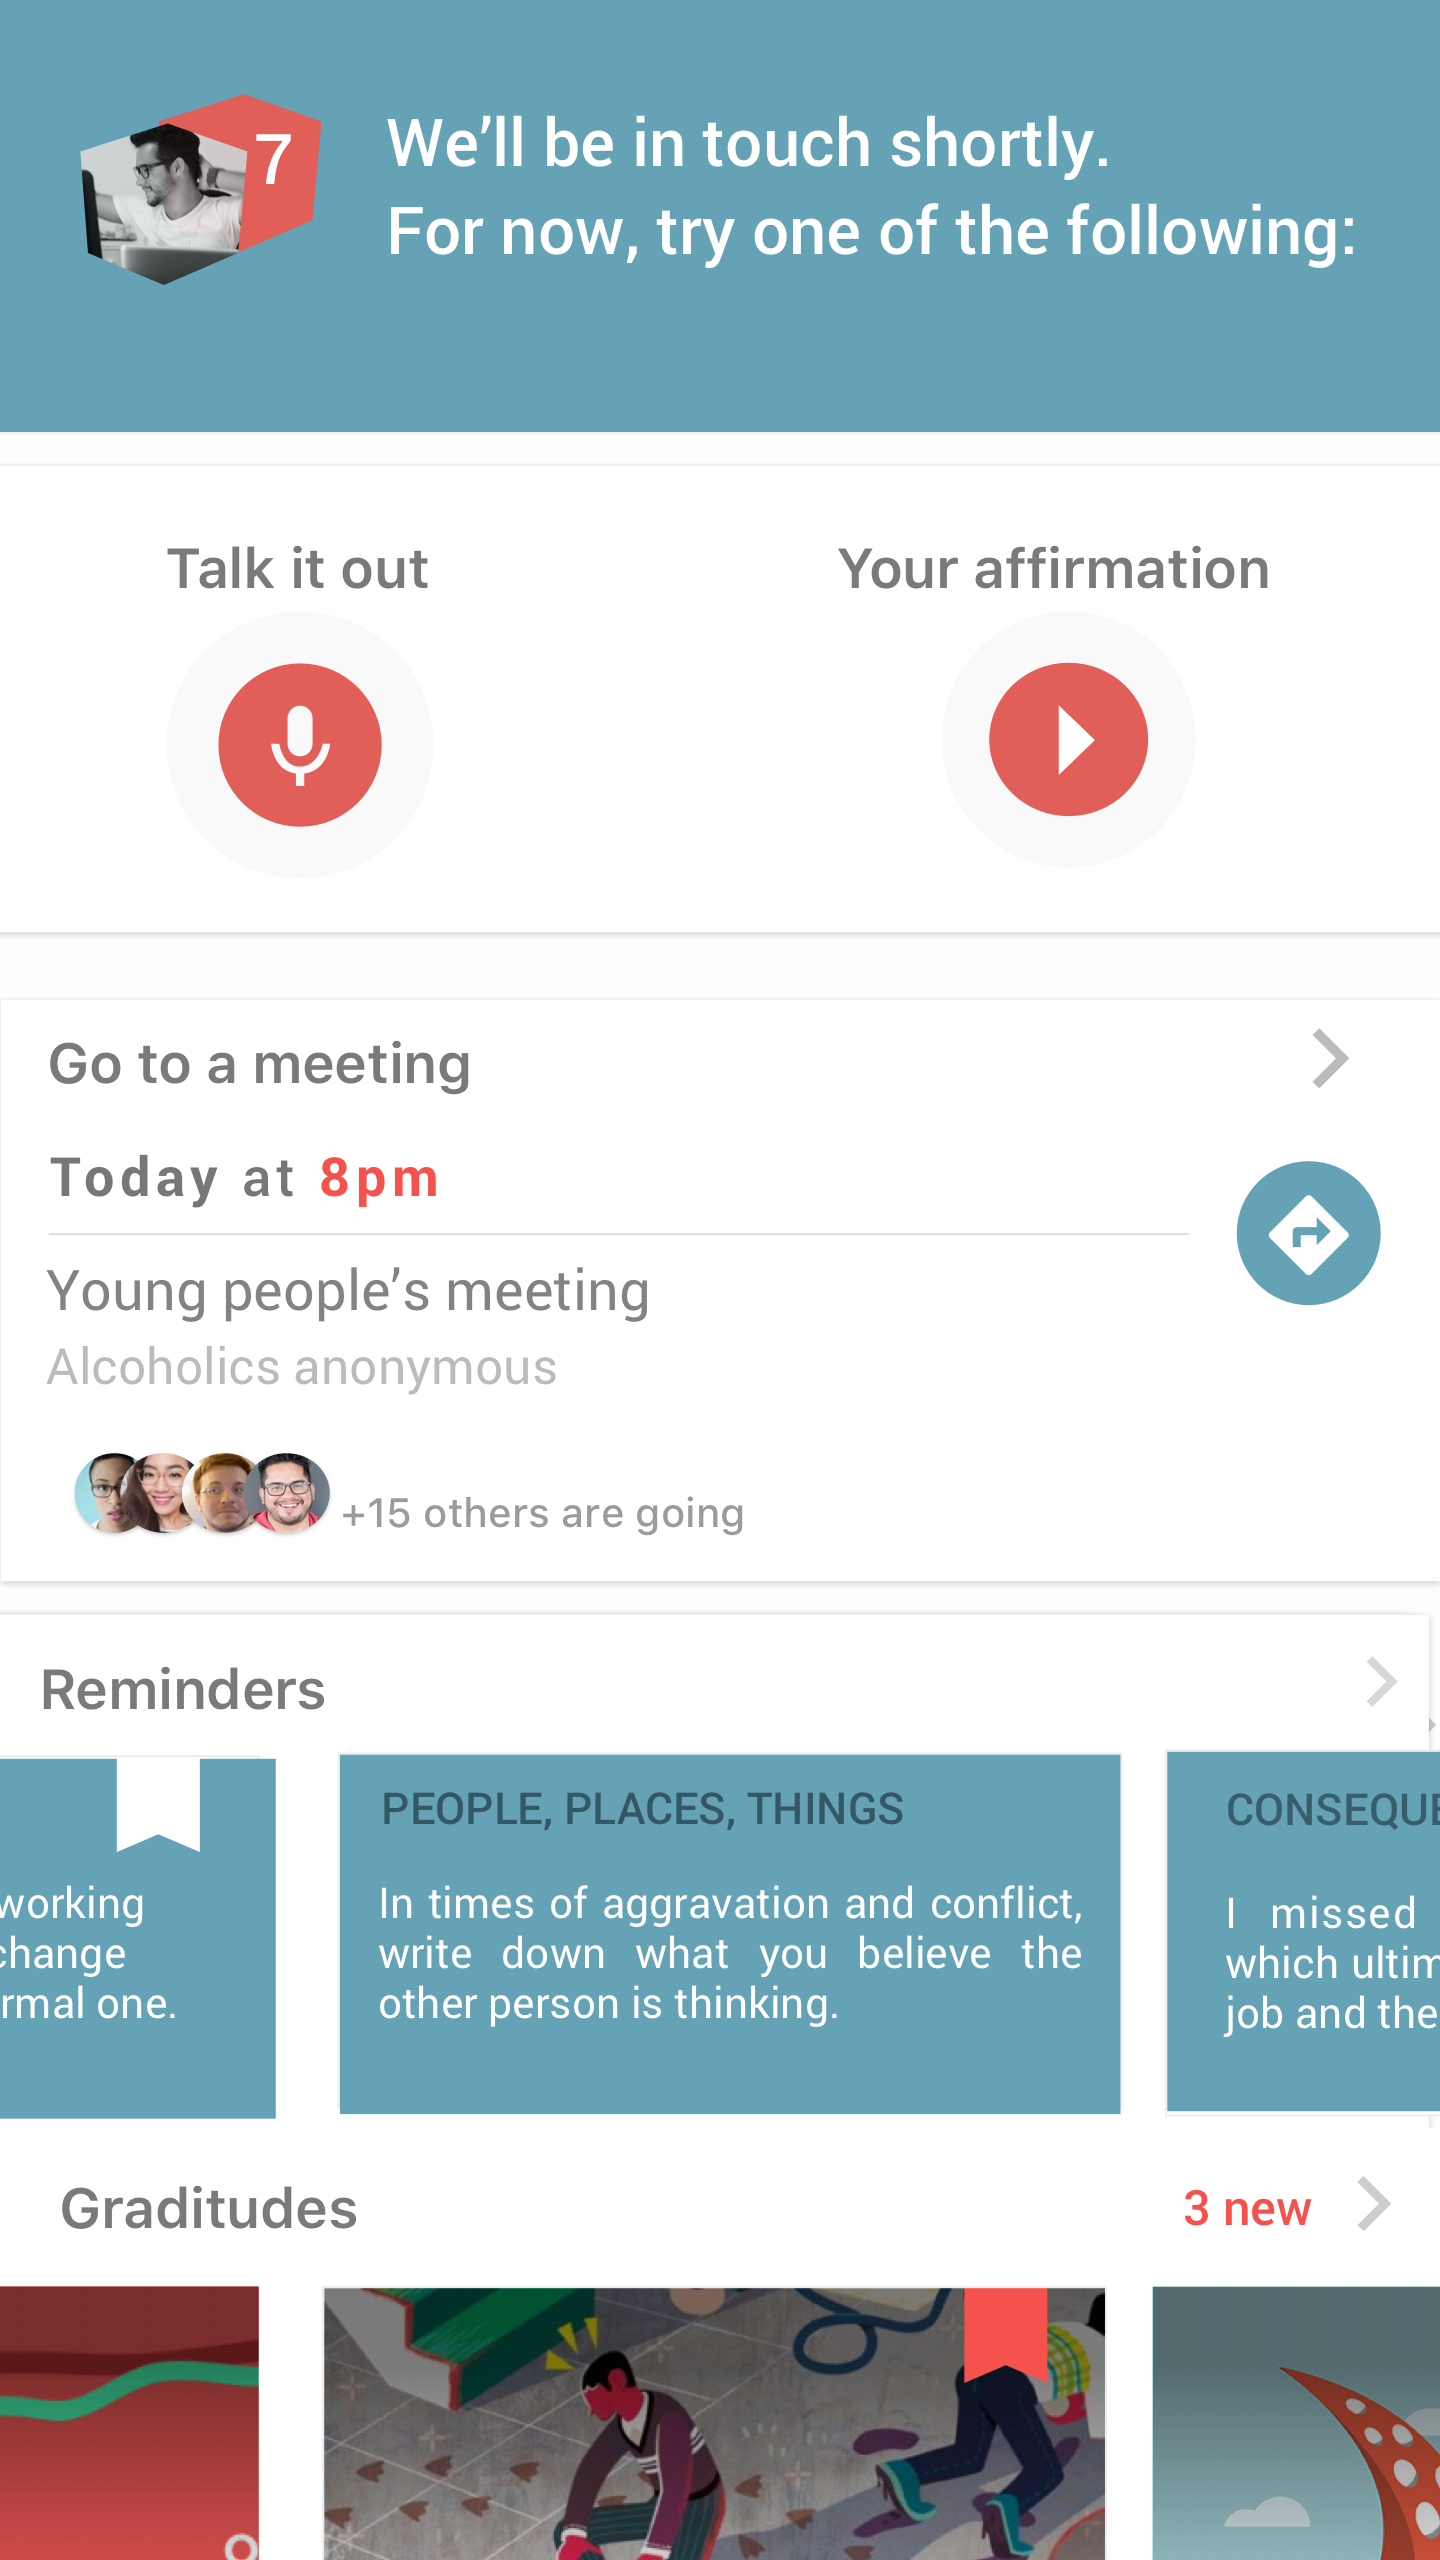 7
We’ll be in touch shortly.
For now, try one of the following:
Talk it out
Your affirmation
Go to a meeting
Today at 8pm
Young people’s meeting
Alcoholics anonymous
+15 others are going
Reminders
working
change
rmal one.
PEOPLE, PLACES, THINGS
In times of aggravation and conflict,
write down what you believe the
other person is thinking.
CONSEQUE
I missed
which ultim
job and the
Graditudes
3 new